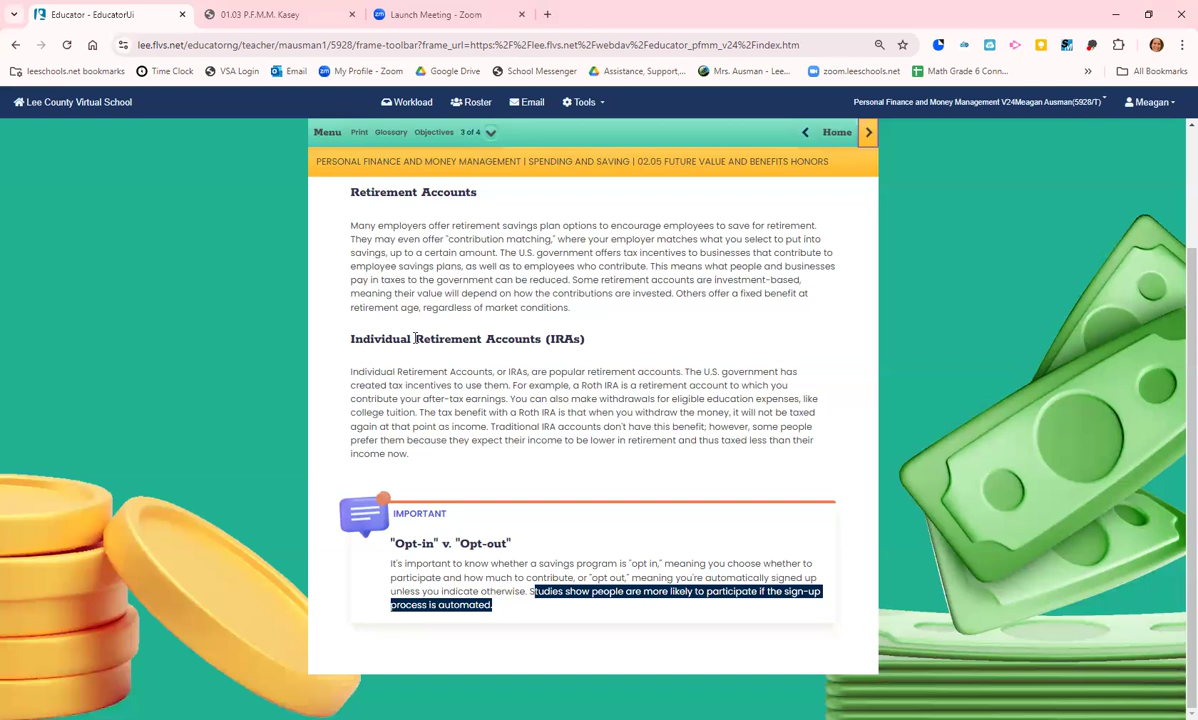 Educator - EducatorUi
01.03 P.F.M.M. Kasey
Launch Meeting - Zoom
lee.flvs.net/educatorng/teacher/mausman1/5928/frame-toolbar?frame_url=https:%2F%2Flee.flvs.net%2Fwebdav%2Feducator_pfmm_v24%2Findex.htm
leeschools.net bookmarks
Time Clock
VSA Login
Email
My Profile - Zoom
Google Drive
School Messenger
Assistance, Support,...
Mrs. Ausman - Lee...
zoom.leeschools.net
Math Grade 6 Conn...
»
All Bookmarks
Lee County Virtual School
Workload
Roster
Email
Tools
Personal Finance and Money Management V24Meagan Ausman(5928/T)
Meagan
Menu
Print
Glossary
Objectives
3 of 4
Home
PERSONAL FINANCE AND MONEY MANAGEMENT | SPENDING AND SAVING | 02.05 FUTURE VALUE AND BENEFITS HONORS
Retirement Accounts
Many employers offer retirement savings plan options to encourage employees to save for retirement.
They may even offer "contribution matching," where your employer matches what you select to put into
savings, up to a certain amount. The U.S. government offers tax incentives to businesses that contribute to
employee savings plans, as well as to employees who contribute. This means what people and businesses
pay in taxes to the government can be reduced. Some retirement accounts are investment-based,
meaning their value will depend on how the contributions are invested. Others offer a fixed benefit at
retirement age, regardless of market conditions.
Individual Retirement Accounts (IRAs)
Individual Retirement Accounts, or IRAs, are popular retirement accounts. The U.S. government has
created tax incentives to use them. For example, a Roth IRA is a retirement account to which you
contribute your after-tax earnings. You can also make withdrawals for eligible education expenses, like
college tuition. The tax benefit with a Roth IRA is that when you withdraw the money, it will not be taxed
again at that point as income. Traditional IRA accounts don't have this benefit; however, some people
prefer them because they expect their income to be lower in retirement and thus taxed less than their
income now.
IMPORTANT
"Opt-in" v. "Opt-out"
It's important to know whether a savings program is "opt in," meaning you choose whether to
participate and how much to contribute, or "opt out," meaning you're automatically signed up
unless you indicate otherwise. Studies show people are more likely to participate if the sign-up
process is automated.